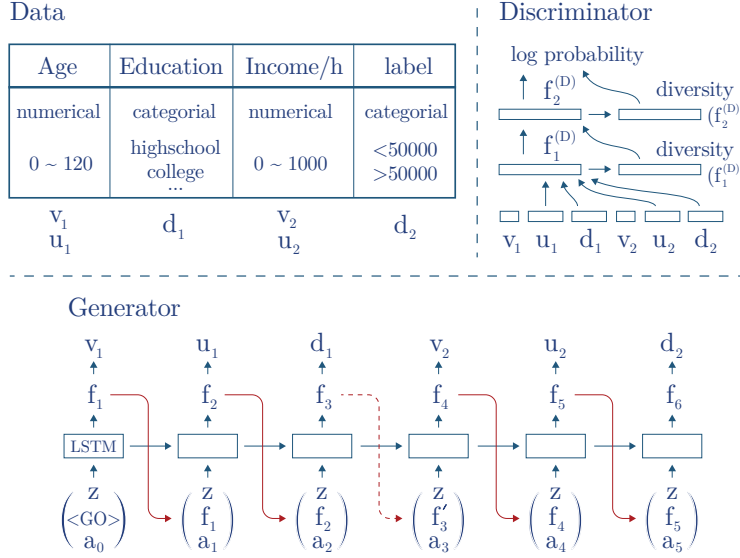 Data
Age Education Income/h label
numerical categorial numerical categorial
0 ~ 120 highschool college ... 0 ~ 1000 <50000 >50000
v₁ u₁ d₁ v₂ u₂ d₂
Discriminator
log probability
f₂⁽ᴰ⁾ diversity
(f₂⁽ᴰ⁾
f₁⁽ᴰ⁾ diversity
(f₁⁽ᴰ⁾
v₁ u₁ d₁ v₂ u₂ d₂
Generator
v₁ u₁ d₁ v₂ u₂ d₂
f₁ f₂ f₃ f₄ f₅ f₆
LSTM
z z z z z z
<GO> f₁ f₂ f′₃ f₄ f₅
a₀ a₁ a₂ a₃ a₄ a₅